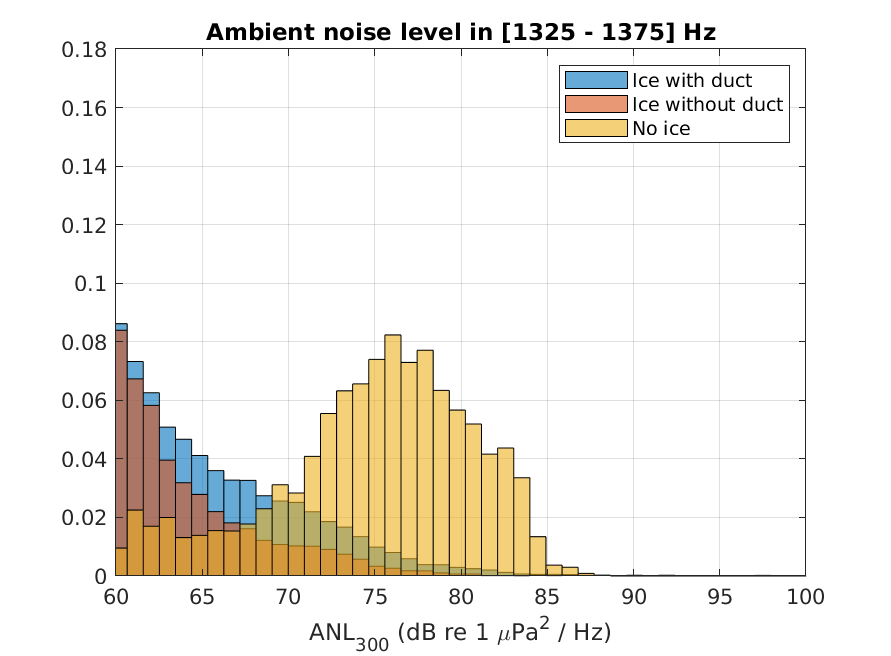 Ambient noise level in [1325 - 1375] Hz
0.18
0.16
0.14
0.12
0.1
0.08
0.06
0.04
0.02
0
Ice with duct
Ice without duct
No ice
60 65 70 75 80 85 90 95 100
ANL300 (dB re 1 μPa2 / Hz)